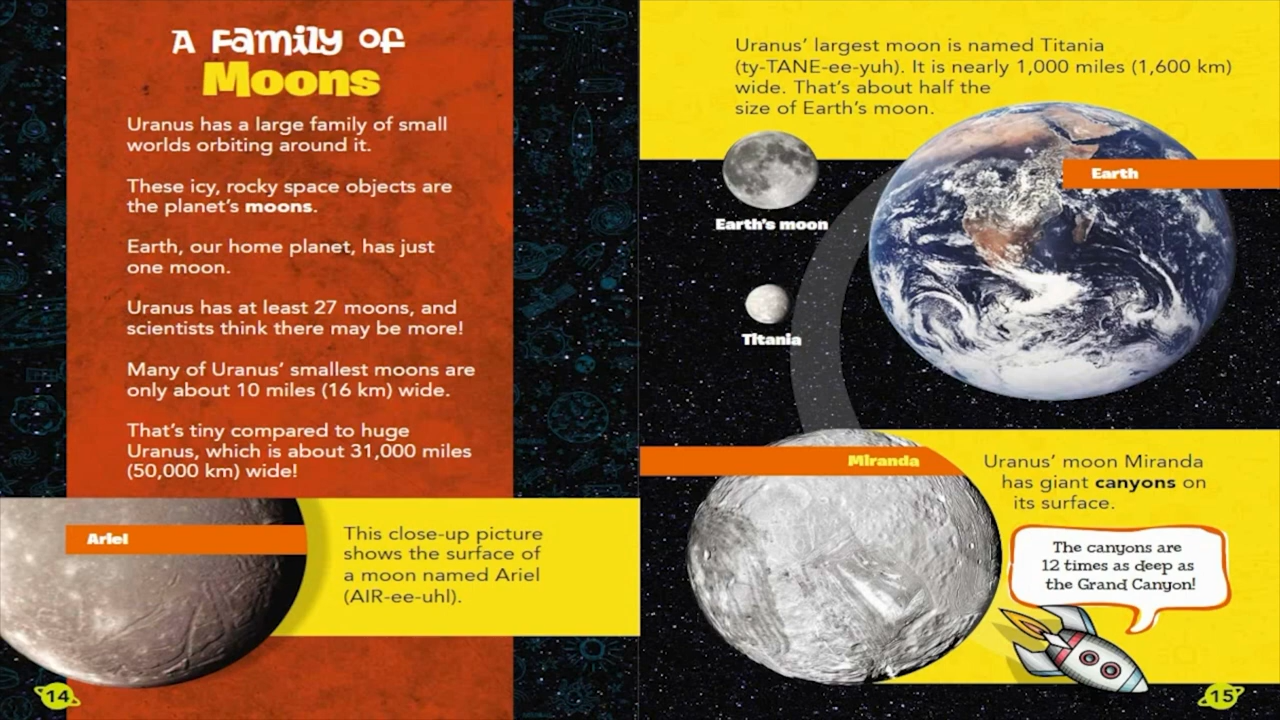 A Family of
Moons
Uranus has a large family of small
worlds orbiting around it.
These icy, rocky space objects are
the planet's moons.
Earth, our home planet, has just
one moon.
Uranus has at least 27 moons, and
scientists think there may be more!
Many of Uranus' smallest moons are
only about 10 miles (16 km) wide.
That's tiny compared to huge
Uranus, which is about 31,000 miles
(50,000 km) wide!
Ariel
This close-up picture
shows the surface of
a moon named Ariel
(AIR-ee-uhl).
14
Uranus' largest moon is named Titania
(ty-TANE-ee-yuh). It is nearly 1,000 miles (1,600 km)
wide. That's about half the
size of Earth's moon.
Earth
Earth's moon
Titania
Miranda
Uranus' moon Miranda
has giant canyons on
its surface.
The canyons are
12 times as deep as
the Grand Canyon!
15